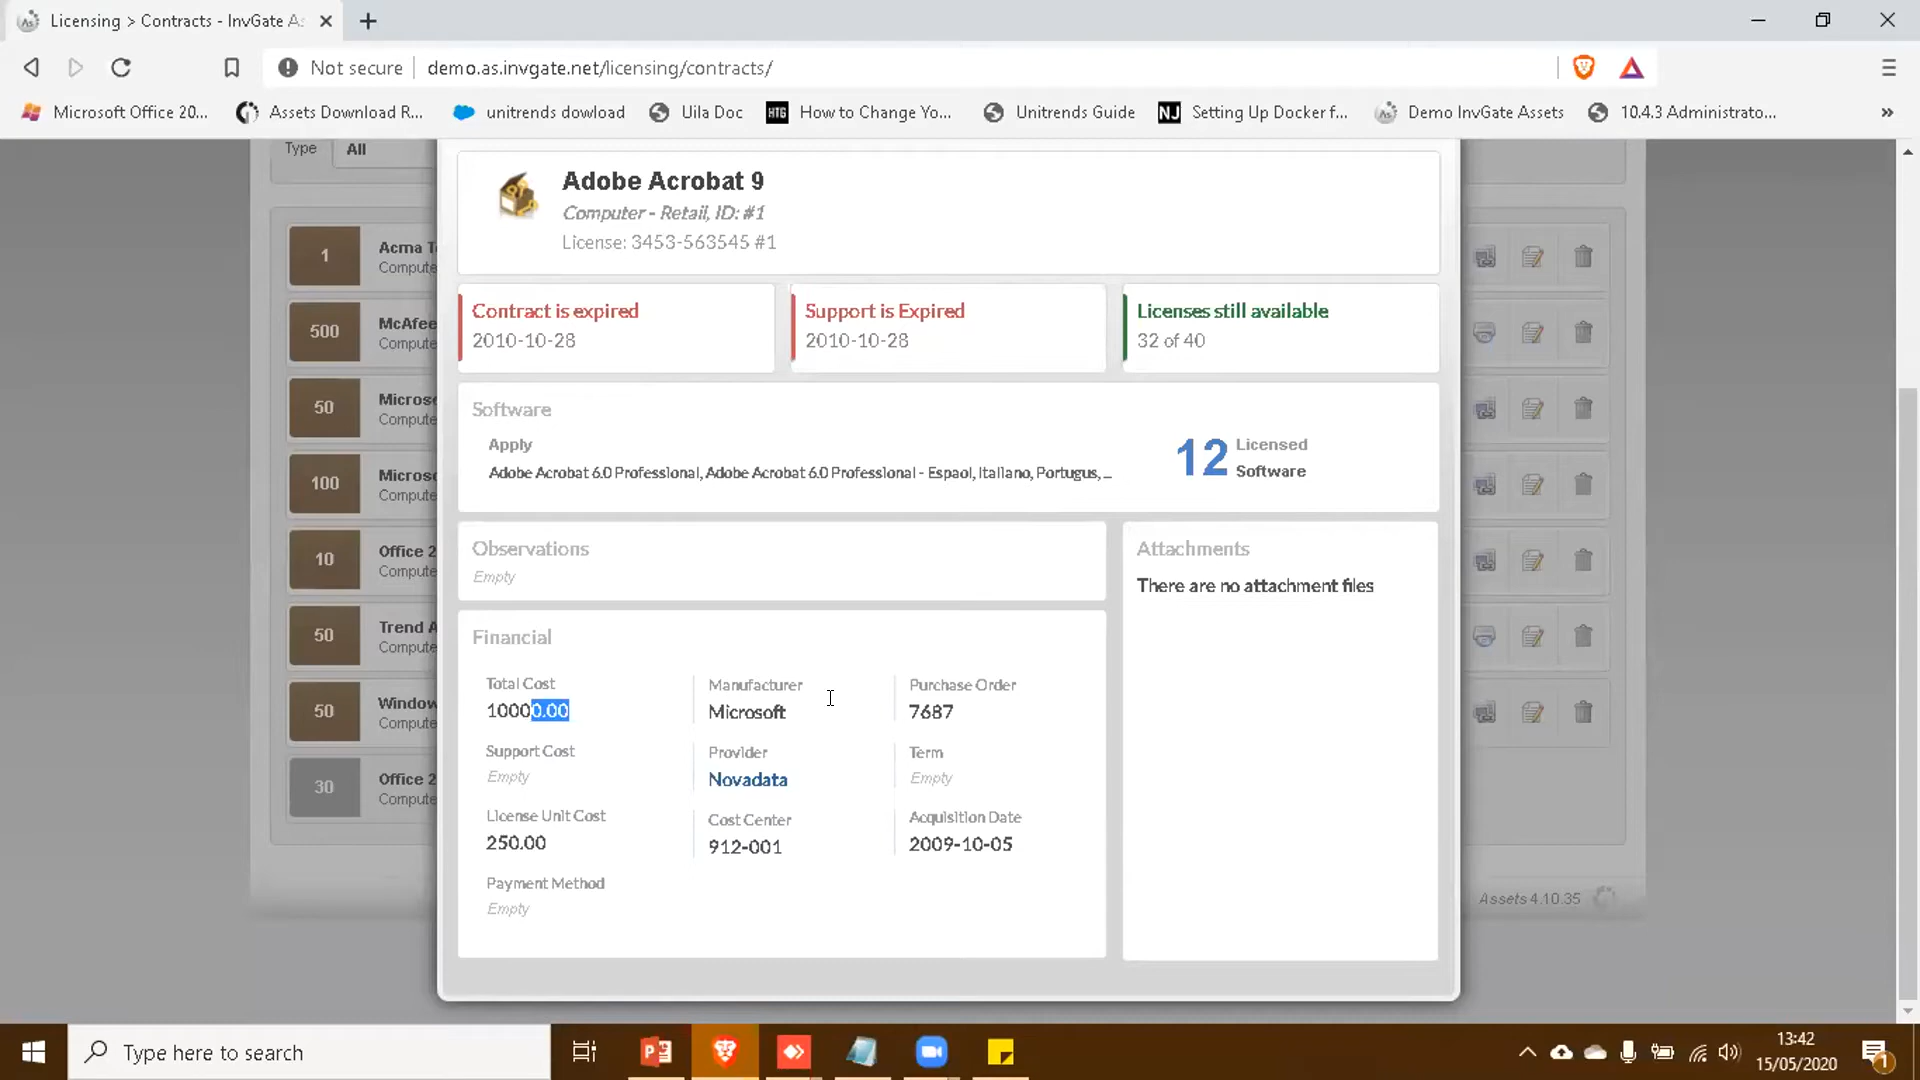 Licensing > Contracts - InvGate As
Not secure
demo.as.invgate.net/licensing/contracts/
Microsoft Office 20...
Assets Download R...
unitrends dowload
Uila Doc
HTG
How to Change Yo...
Unitrends Guide
NJ
Setting Up Docker f...
Demo InvGate Assets
10.4.3 Administrato...
»
Type
All
Adobe Acrobat 9
Computer - Retail, ID: #1
License: 3453-563545 #1
Contract is expired
2010-10-28
Support is Expired
2010-10-28
Licenses still available
32 of 40
Software
Apply
Adobe Acrobat 6.0 Professional, Adobe Acrobat 6.0 Professional - Espaol, Italiano, Portugus, ...
12
Licensed
Software
Observations
Empty
Attachments
There are no attachment files
Financial
Total Cost
10000.00
Manufacturer
Microsoft
Purchase Order
7687
Support Cost
Empty
Provider
Novadata
Term
Empty
License Unit Cost
250.00
Cost Center
912-001
Acquisition Date
2009-10-05
Payment Method
Empty
1
Acma T
Compute
500
McAfee
Compute
50
Micros
Compute
100
Micros
Compute
10
Office 2
Compute
50
Trend A
Compute
50
Window
Compute
30
Office 2
Compute
Assets 4.10.35
Type here to search
13:42
15/05/2020
1